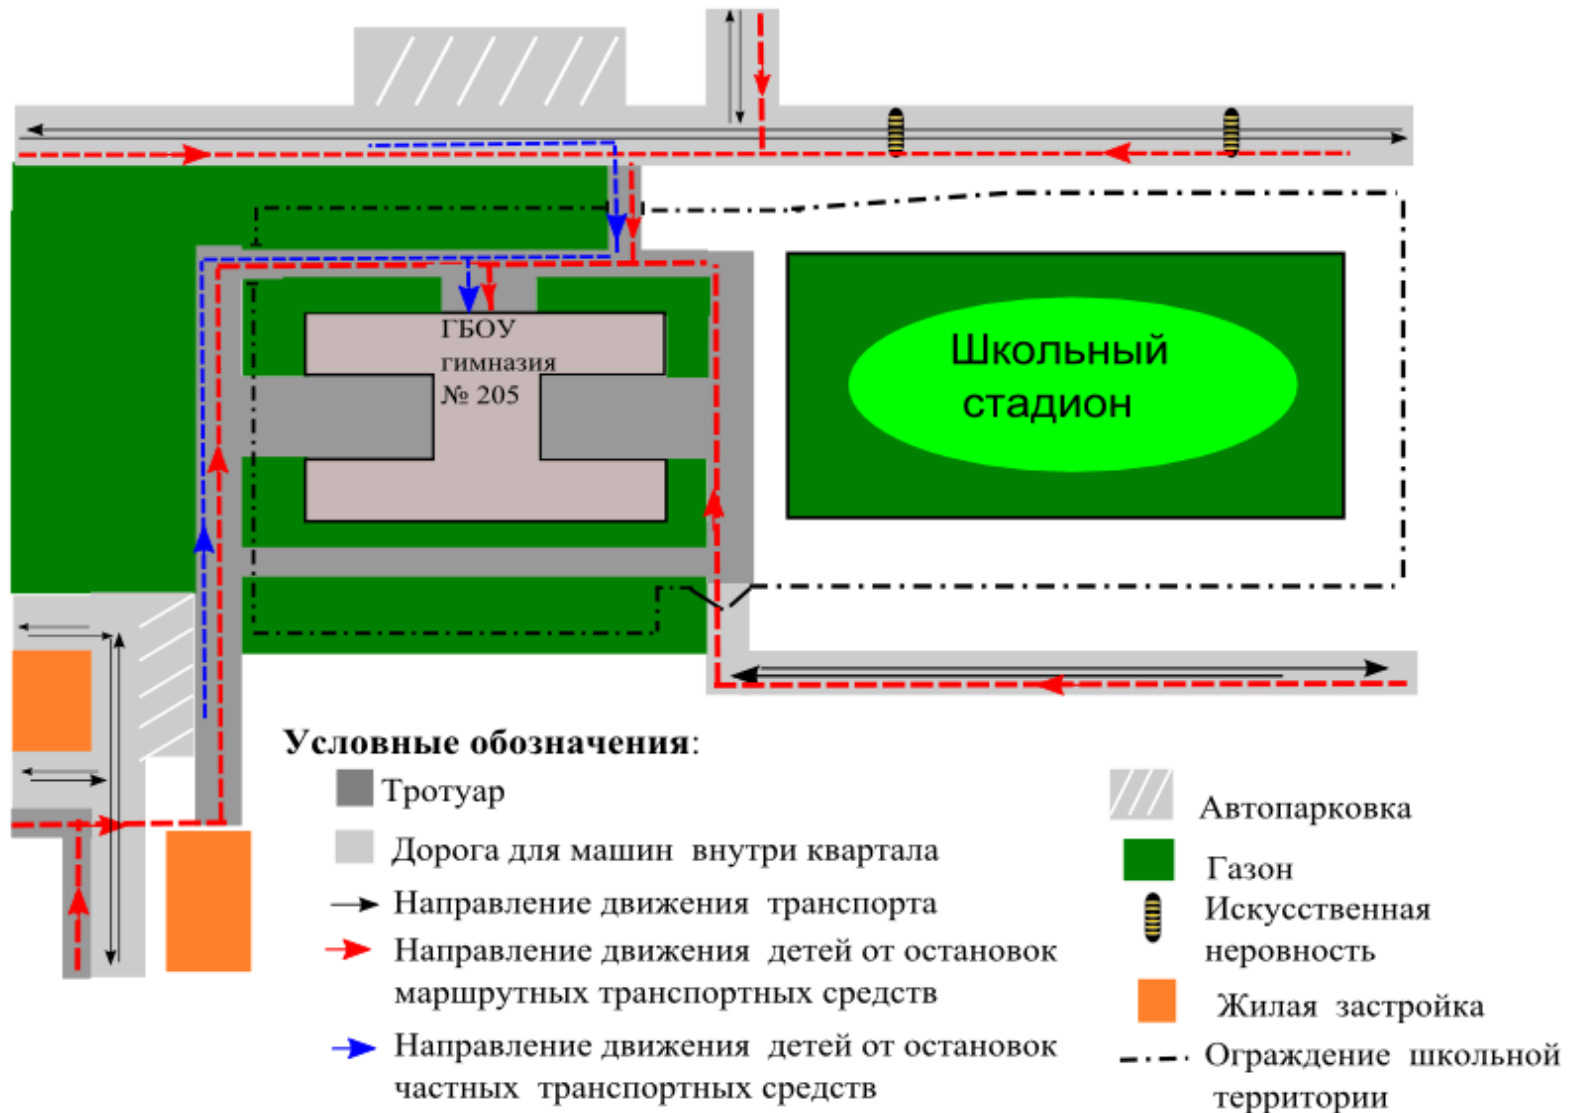 ГБОУ
гимназия
№ 205
Школьный
стадион
Условные обозначения:
Тротуар
Дорога для машин внутри квартала
Направление движения транспорта
Направление движения детей от остановок
маршрутных транспортных средств
Направление движения детей от остановок
частных транспортных средств
Автопарковка
Газон
Искусственная
неровность
Жилая застройка
Ограждение школьной
территории